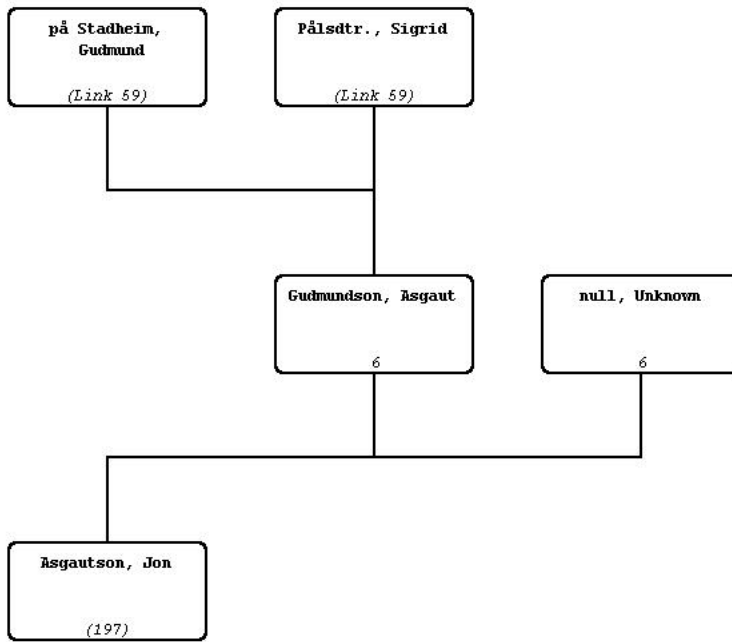 på Stadheim,
Gudmund
(Link 59)
Pålsdtr., Sigrid
(Link 59)
Gudmundson, Asgaut
6
null, Unknown
6
Asgautson, Jon
(197)